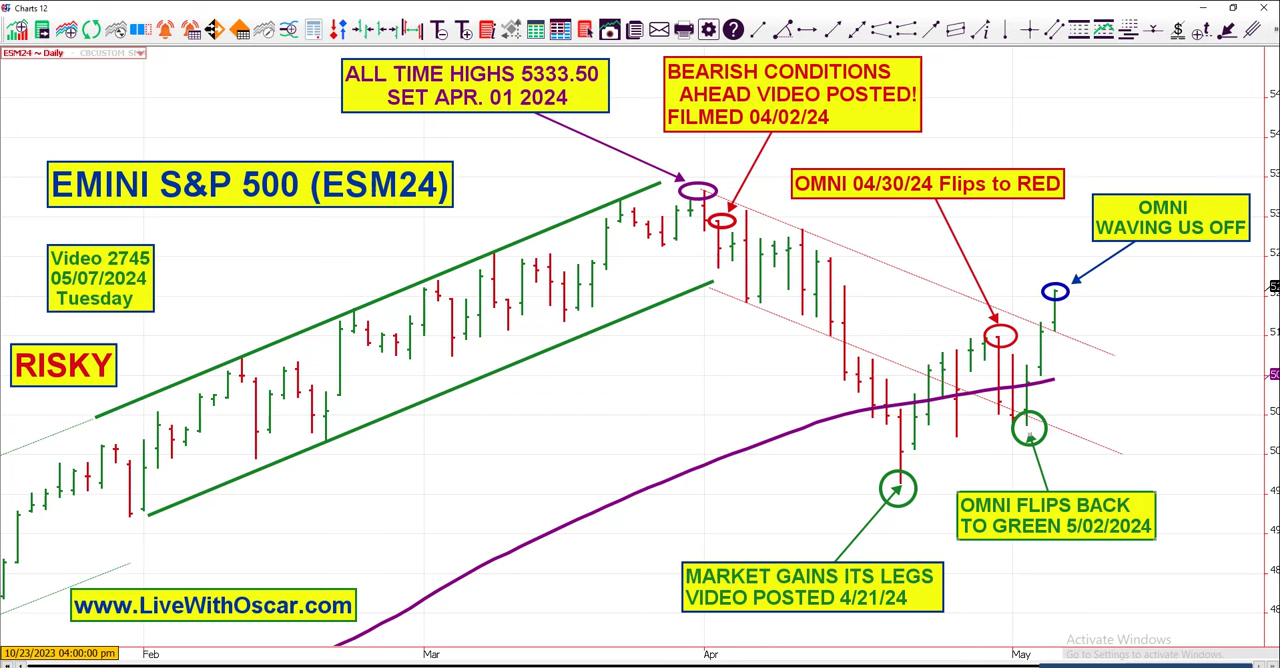 Charts 12
ESM24 ~ Daily
CBCUSTOM
ALL TIME HIGHS 5333.50
SET APR. 01 2024
BEARISH CONDITIONS
AHEAD VIDEO POSTED!
FILMED 04/02/24
EMINI S&P 500 (ESM24)
OMNI 04/30/24 Flips to RED
OMNI
WAVING US OFF
Video 2745
05/07/2024
Tuesday
RISKY
OMNI FLIPS BACK
TO GREEN 5/02/2024
MARKET GAINS ITS LEGS
VIDEO POSTED 4/21/24
www.LiveWithOscar.com
Activate Windows
Go to Settings to activate Windows.
10/23/2023 04:00:00 pm
Feb
Mar
Apr
May